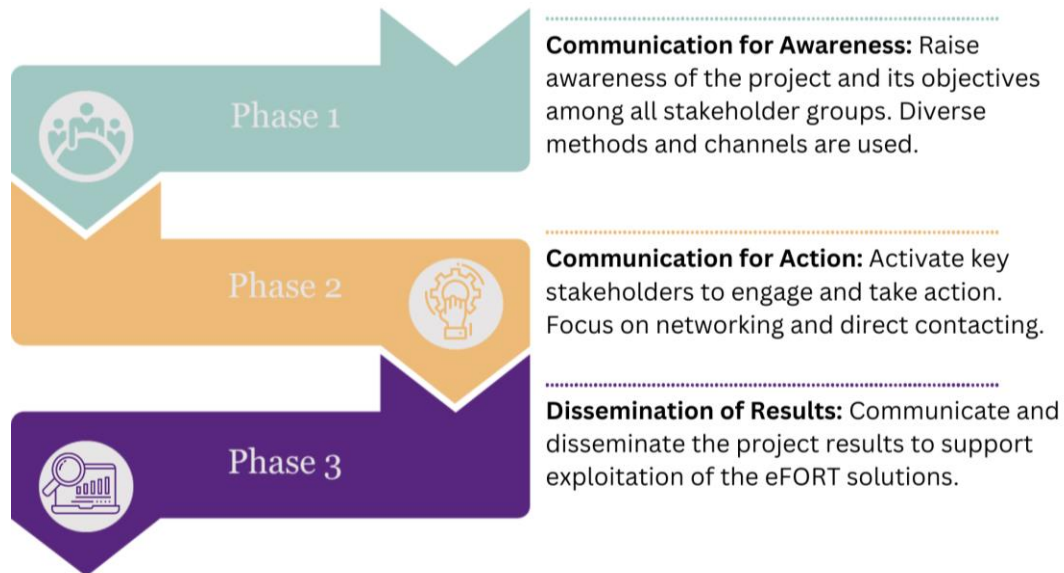 Phase 1
Communication for Awareness: Raise
awareness of the project and its objectives
among all stakeholder groups. Diverse
methods and channels are used.
Phase 2
Communication for Action: Activate key
stakeholders to engage and take action.
Focus on networking and direct contacting.
Phase 3
Dissemination of Results: Communicate and
disseminate the project results to support
exploitation of the eFORT solutions.